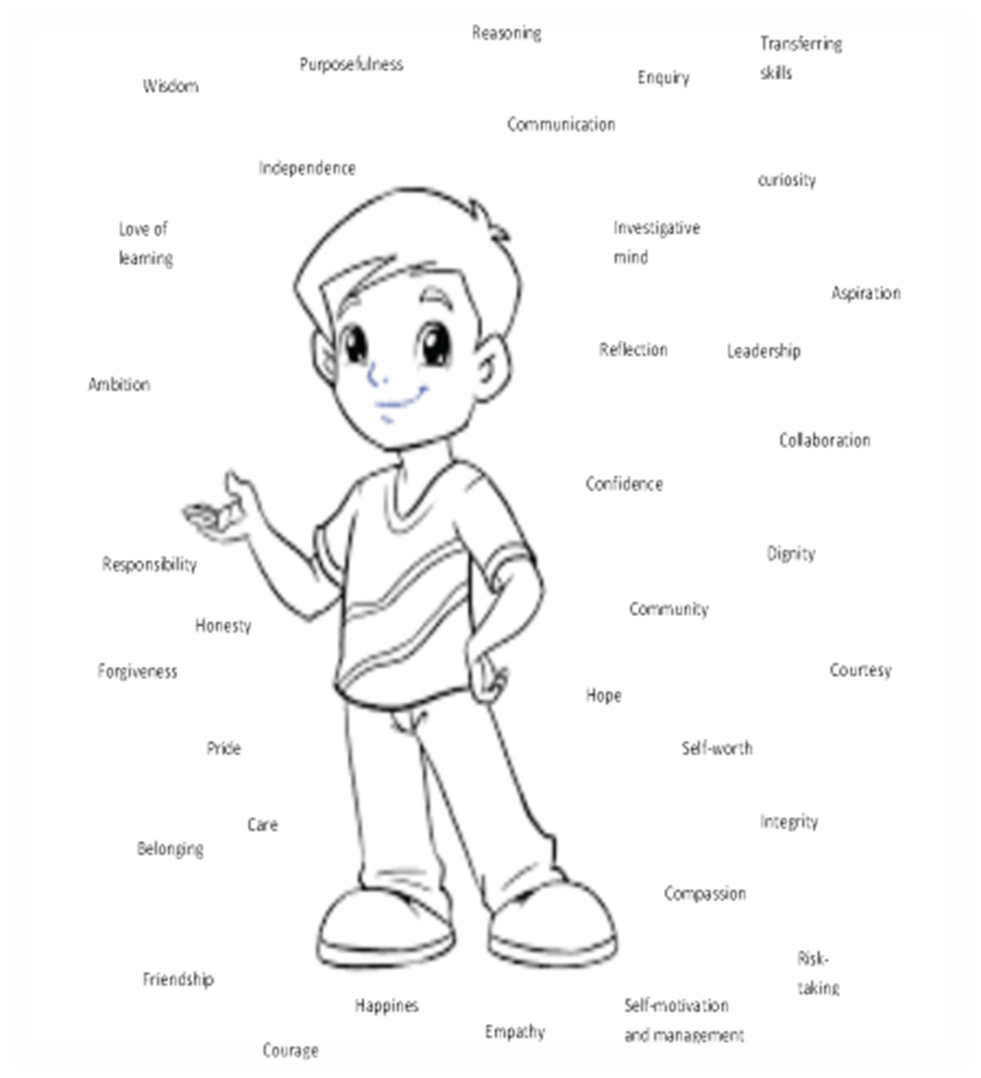 Reasoning
Transferring
skills
Purposefulness
Enquiry
Wisdom
Communication
Independence
curiosity
Love of
learning
Investigative
mind
Aspiration
Reflection
Leadership
Ambition
Collaboration
Confidence
Dignity
Responsibility
Community
Honesty
Forgiveness
Courtesy
Hope
Pride
Self-worth
Care
Integrity
Belonging
Compassion
Risk-
taking
Friendship
Happines
Self-motivation
and management
Empathy
Courage